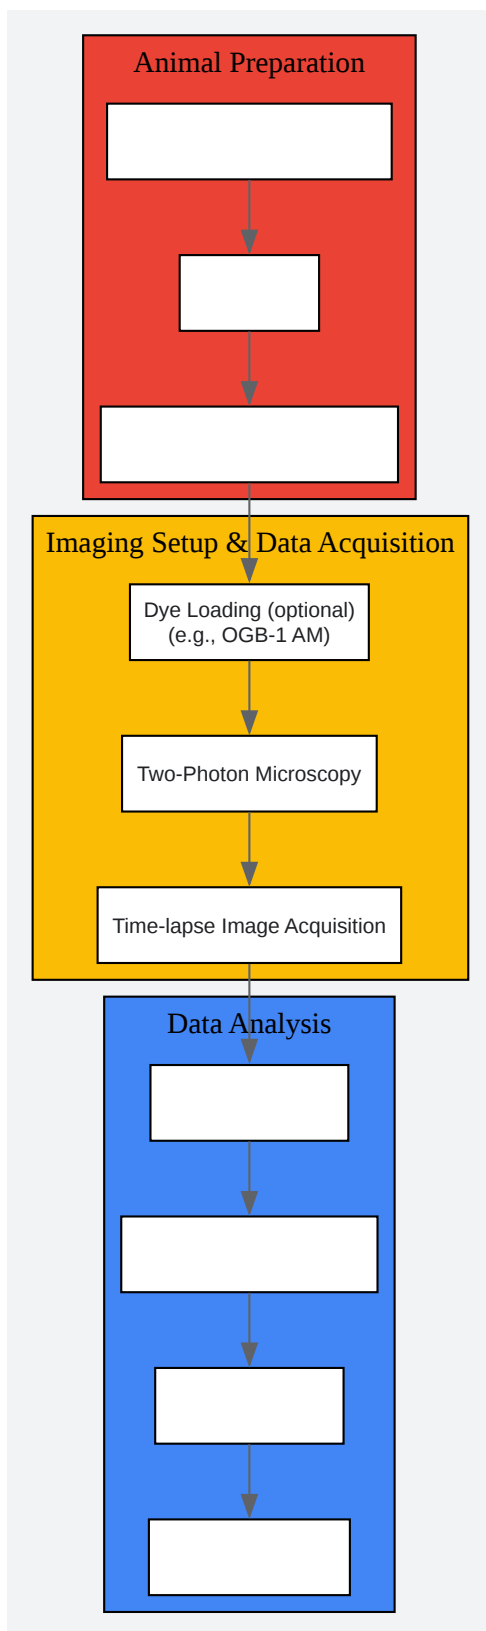 Animal Preparation
Imaging Setup & Data Acquisition
Dye Loading (optional)
(e.g., OGB-1 AM)
Two-Photon Microscopy
Time-lapse Image Acquisition
Data Analysis